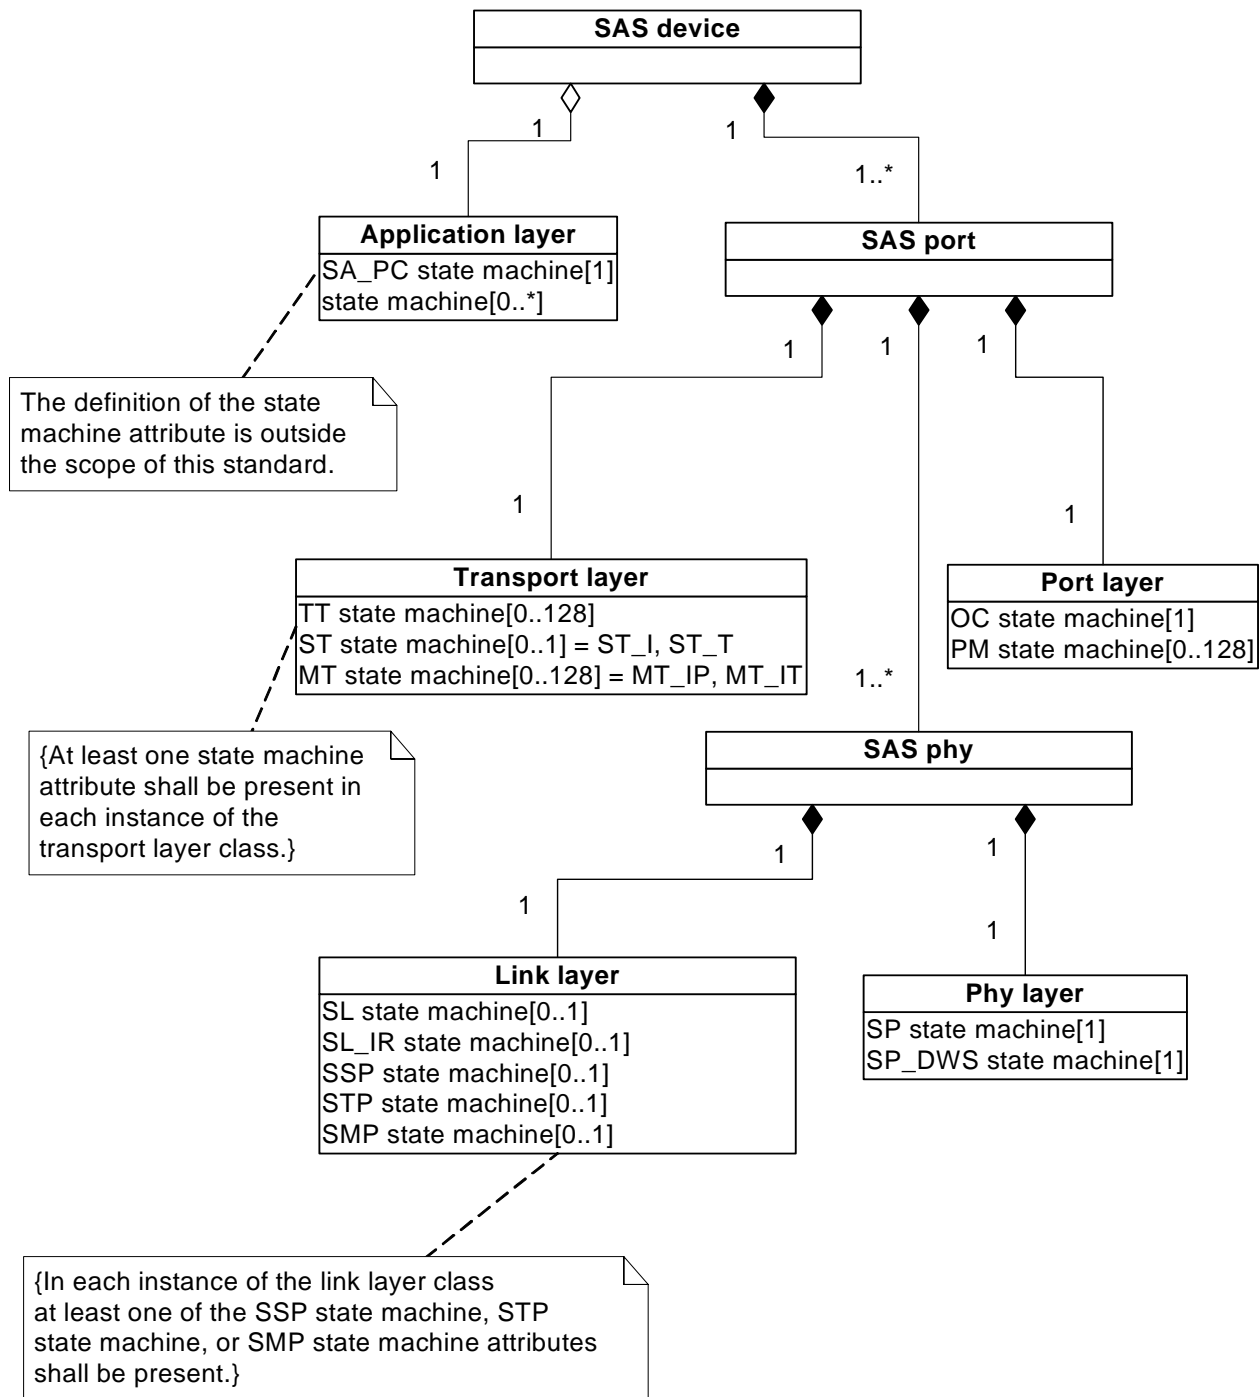 SAS device
1
1
1
1..*
Application layer
SA_PC state machine[1]
state machine[0..*]
SAS port
1
1
1
The definition of the state
machine attribute is outside
the scope of this standard.
1
1
Transport layer
TT state machine[0..128]
ST state machine[0..1] = ST_I, ST_T
MT state machine[0..128] = MT_IP, MT_IT
Port layer
OC state machine[1]
PM state machine[0..128]
1..*
{At least one state machine
attribute shall be present in
each instance of the
transport layer class.}
SAS phy
1
1
1
1
Link layer
SL state machine[0..1]
SL_IR state machine[0..1]
SSP state machine[0..1]
STP state machine[0..1]
SMP state machine[0..1]
Phy layer
SP state machine[1]
SP_DWS state machine[1]
{In each instance of the link layer class
at least one of the SSP state machine, STP
state machine, or SMP state machine attributes
shall be present.}